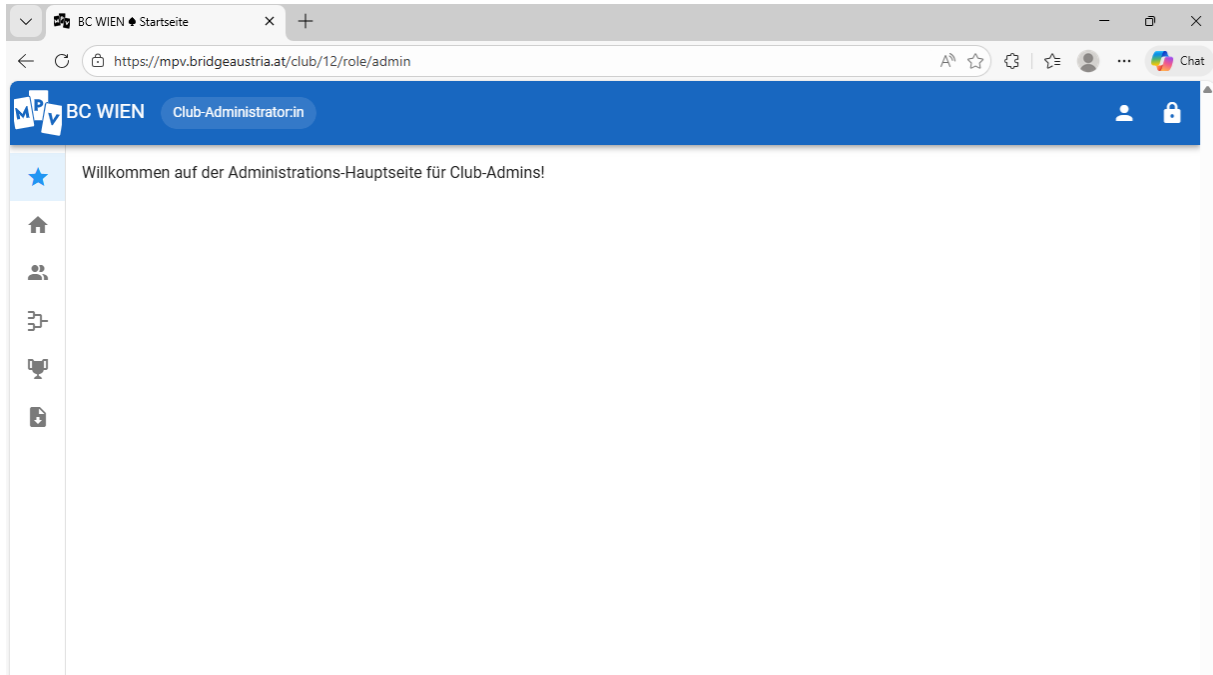 BC WIEN ♠ Startseite
https://mpv.bridgeaustria.at/club/12/role/admin
Chat
MPV BC WIEN Club-Administrator:in
Willkommen auf der Administrations-Hauptseite für Club-Admins!